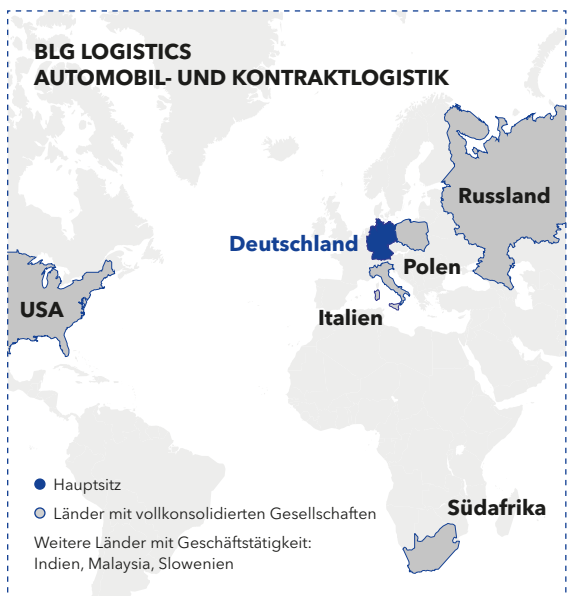 BLG LOGISTICS
AUTOMOBIL- UND KONTRAKTLOGISTIK
Russland
Deutschland
Polen
USA
Italien
Hauptsitz
Südafrika
Länder mit vollkonsolidierten Gesellschaften
Weitere Länder mit Geschäftstätigkeit:
Indien, Malaysia, Slowenien